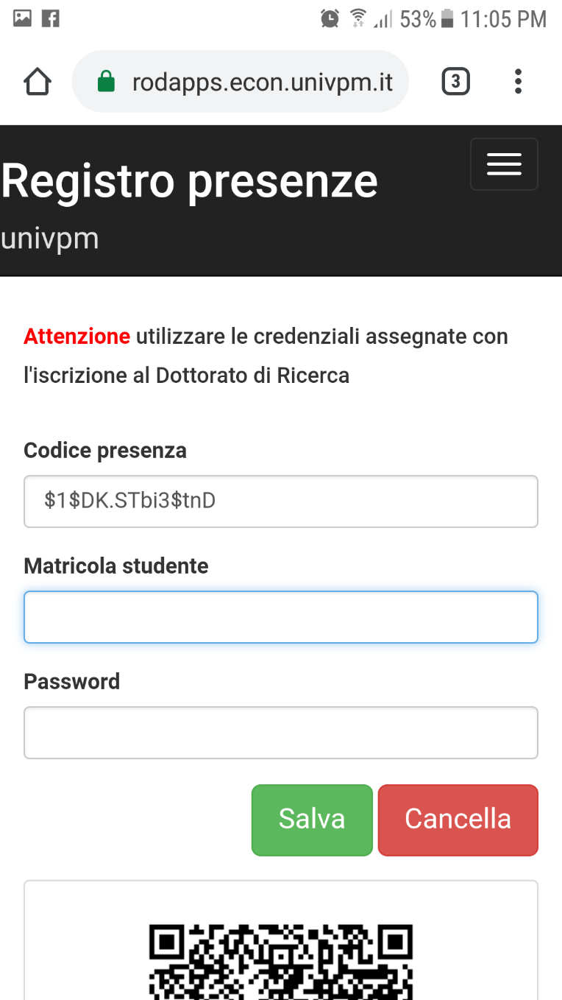 53% 11:05 PM
rodapps.econ.univpm.it 3
Registro presenze
univpm
Attenzione utilizzare le credenziali assegnate con
l'iscrizione al Dottorato di Ricerca
Codice presenza
$1$DK.STbi3$tnD
Matricola studente
Password
Salva Cancella